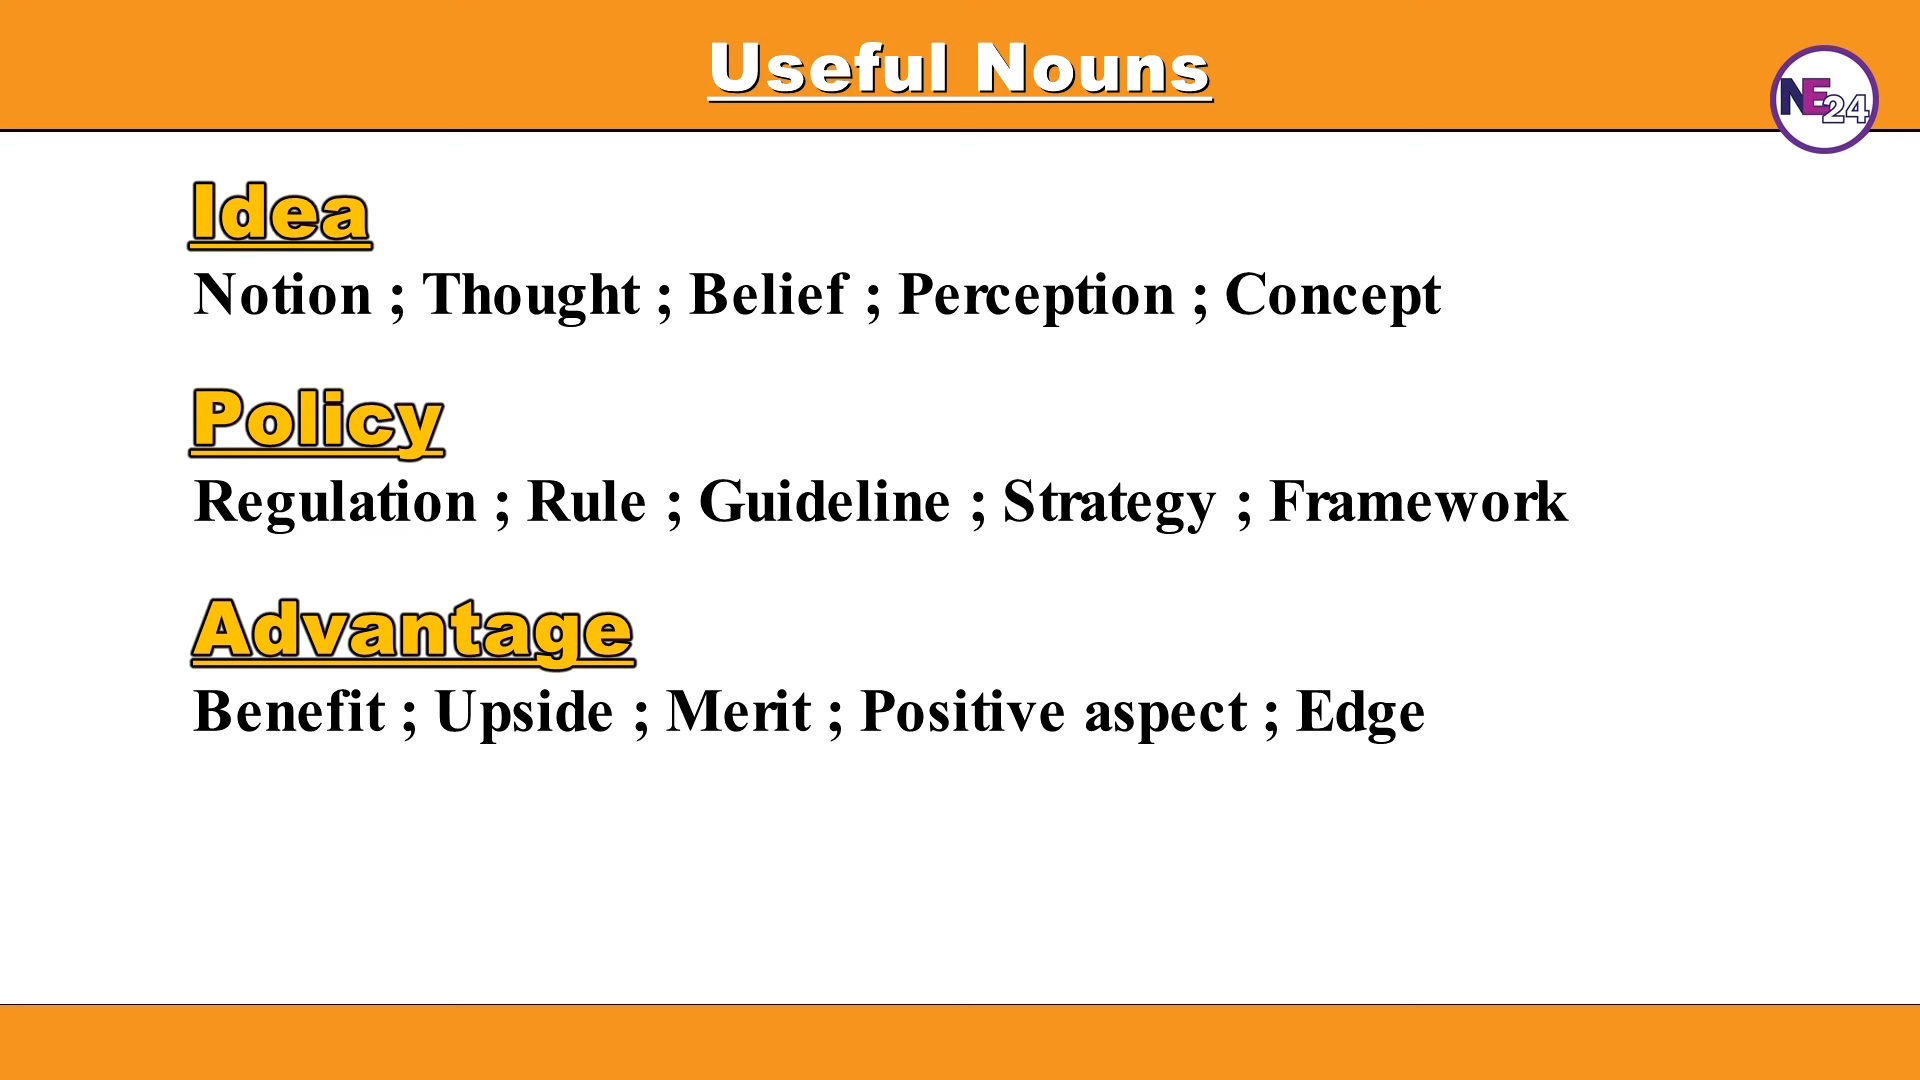 Useful Nouns
NE24
Idea
Notion ; Thought ; Belief ; Perception ; Concept
Policy
Regulation ; Rule ; Guideline ; Strategy ; Framework
Advantage
Benefit ; Upside ; Merit ; Positive aspect ; Edge